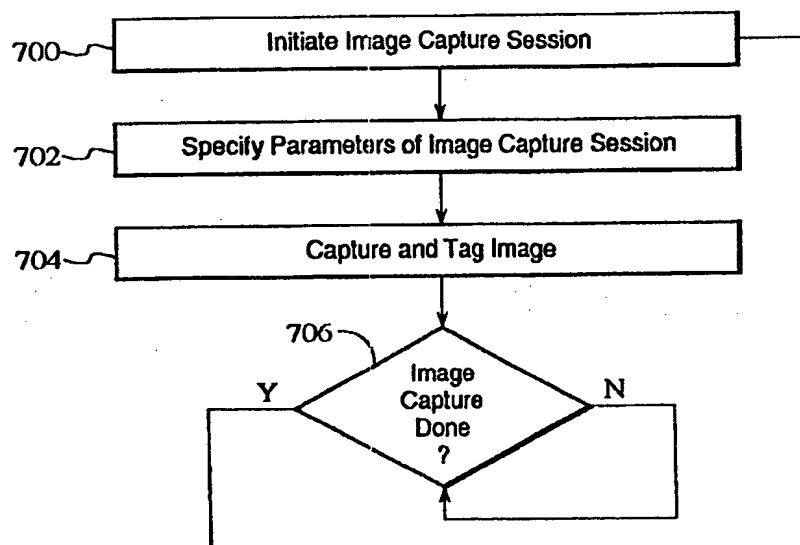 700 Initiate Image Capture Session
702 Specify Parameters of Image Capture Session
704 Capture and Tag Image
706
Y
N
Image
Capture
Done
?